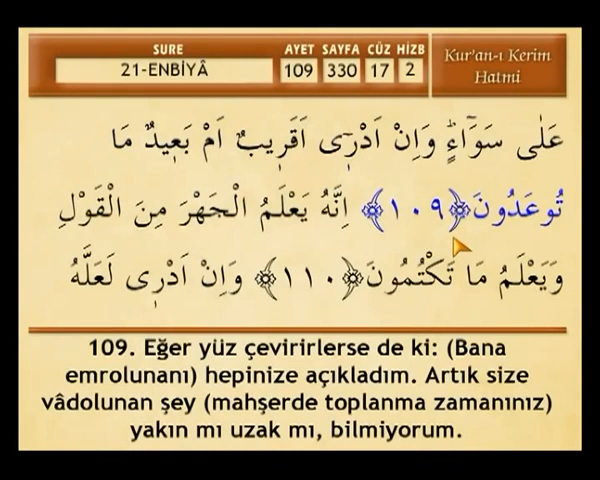 SURE AYET SAYFA CÜZ HİZB
21-ENBİYÂ 109 330 17 2
Kur'an-ı Kerim
Hatmi
عَلٰى سَوَٓاءٍۜ وَاِنْ اَدْر۪ٓي اَقَر۪يبٌ اَمْ بَع۪يدٌ مَا
تُوعَدُونَ ﴿١٠٩﴾ اِنَّهُ يَعْلَمُ الْجَهْرَ مِنَ الْقَوْلِ
وَيَعْلَمُ مَا تَكْتُمُونَ ﴿١١٠﴾ وَاِنْ اَدْر۪ي لَعَلَّهُ
109. Eğer yüz çevirirlerse de ki: (Bana
emrolunanı) hepinize açıkladım. Artık size
vâdolunan şey (mahşerde toplanma zamanınız)
yakın mı uzak mı, bilmiyorum.